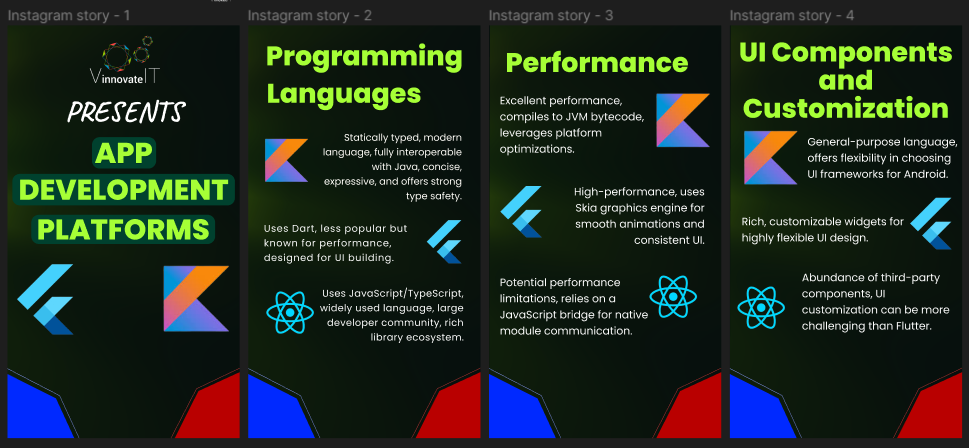 Instagram story - 1
VinnovateIT
PRESENTS
APP
DEVELOPMENT
PLATFORMS
Instagram story - 2
Programming
Languages
Statically typed, modern
language, fully interoperable
with Java, concise,
expressive, and offers strong
type safety.
Uses Dart, less popular but
known for performance,
designed for UI building.
Uses JavaScript/TypeScript,
widely used language, large
developer community, rich
library ecosystem.
Instagram story - 3
Performance
Excellent performance,
compiles to JVM bytecode,
leverages platform
optimizations.
High-performance, uses
Skia graphics engine for
smooth animations and
consistent UI.
Potential performance
limitations, relies on a
JavaScript bridge for native
module communication.
Instagram story - 4
UI Components
and
Customization
General-purpose language,
offers flexibility in choosing
UI frameworks for Android.
Rich, customizable widgets for
highly flexible UI design.
Abundance of third-party
components, UI
customization can be more
challenging than Flutter.